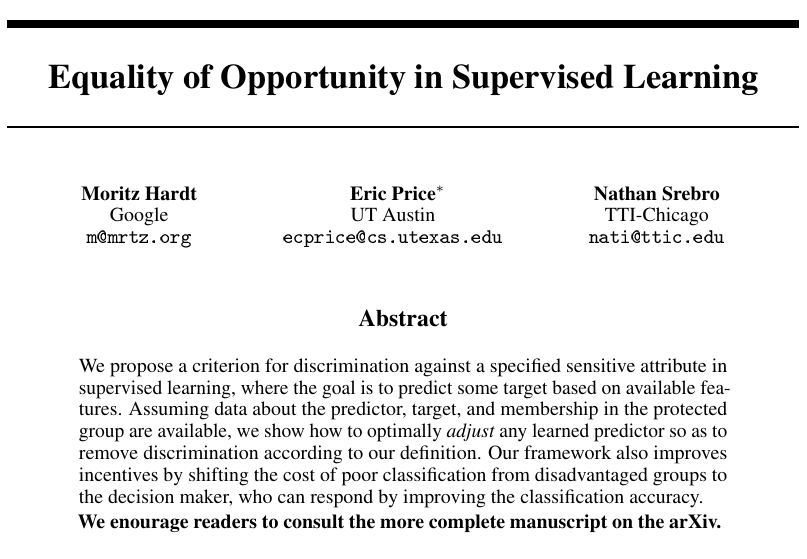 Equality of Opportunity in Supervised Learning
Moritz Hardt
Google
m@mrtz.org
Eric Price*
UT Austin
ecprice@cs.utexas.edu
Nathan Srebro
TTI-Chicago
nati@ttic.edu
Abstract
We propose a criterion for discrimination against a specified sensitive attribute in
supervised learning, where the goal is to predict some target based on available fea-
tures. Assuming data about the predictor, target, and membership in the protected
group are available, we show how to optimally adjust any learned predictor so as to
remove discrimination according to our definition. Our framework also improves
incentives by shifting the cost of poor classification from disadvantaged groups to
the decision maker, who can respond by improving the classification accuracy.
We enourage readers to consult the more complete manuscript on the arXiv.